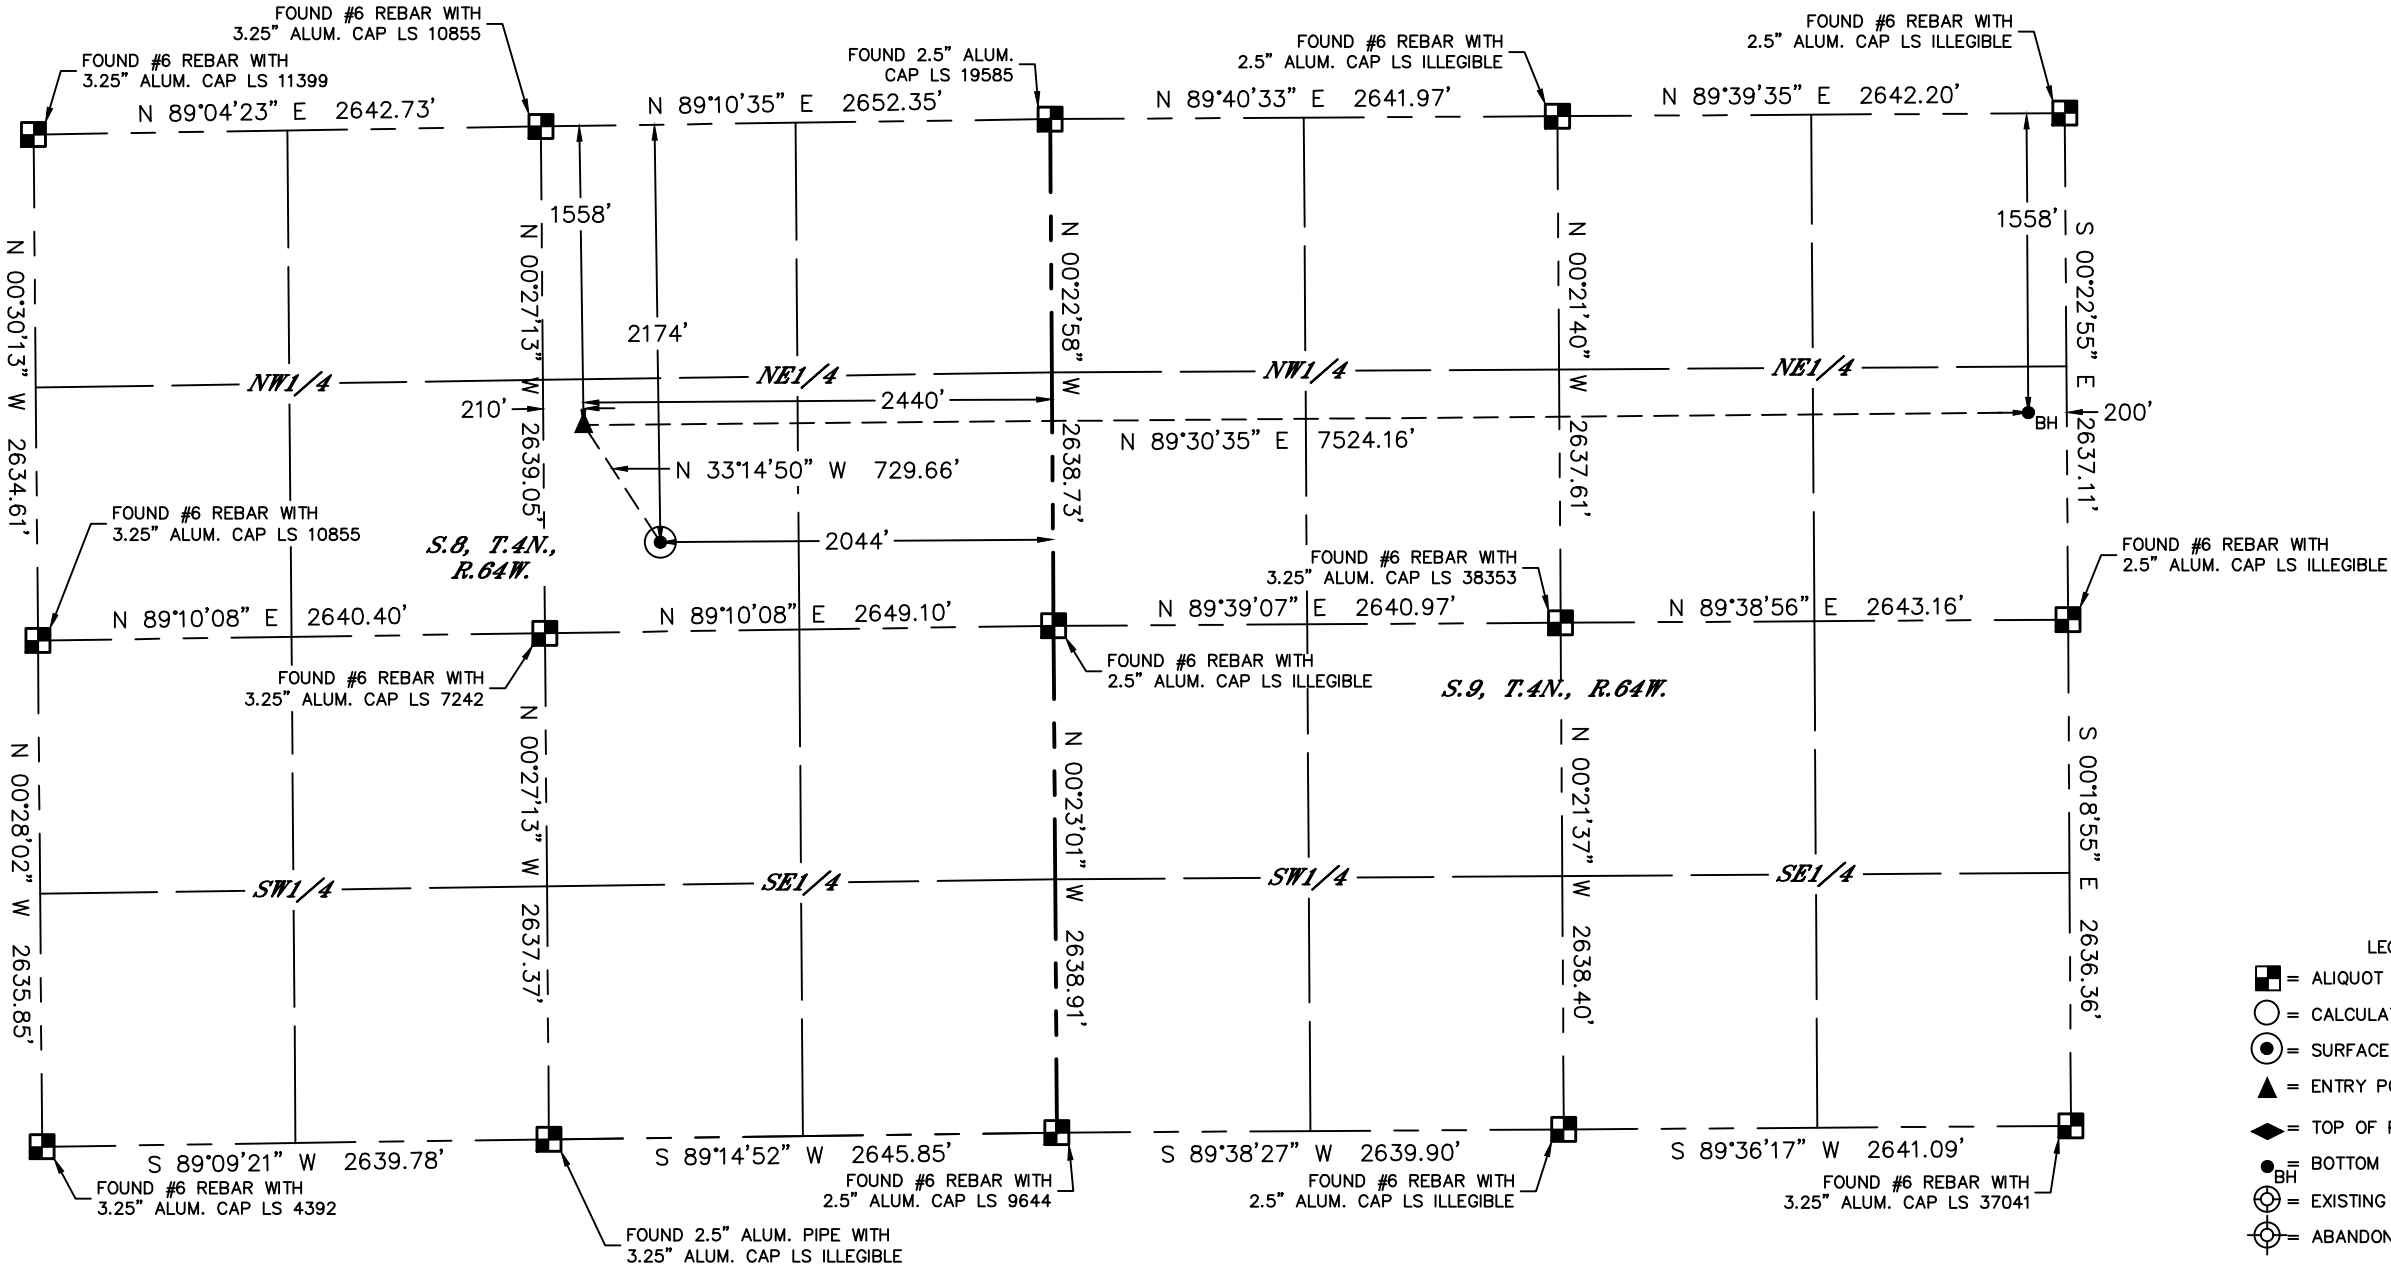 FOUND #6 REBAR WITH
3.25" ALUM. CAP LS 10855
FOUND #6 REBAR WITH
3.25" ALUM. CAP LS 11399
FOUND 2.5" ALUM.
CAP LS 19585
FOUND #6 REBAR WITH
2.5" ALUM. CAP LS ILLEGIBLE
FOUND #6 REBAR WITH
2.5" ALUM. CAP LS ILLEGIBLE
N 89°04'23" E 2642.73'
N 89°10'35" E 2652.35'
N 89°40'33" E 2641.97'
N 89°39'35" E 2642.20'
N 00°30'13" W 2634.61'
N 00°27'13" W 2639.05'
N 00°22'58" W 2638.73'
N 00°21'40" W 2637.61'
S 00°22'55" E 2637.11'
1558'
1558'
2174'
NW1/4
NE1/4
NW1/4
NE1/4
210'
2440'
200'
BH
N 89°30'35" E 7524.16'
N 33°14'50" W 729.66'
FOUND #6 REBAR WITH
3.25" ALUM. CAP LS 10855
S.8, T.4N.,
R.64W.
2044'
FOUND #6 REBAR WITH
3.25" ALUM. CAP LS 38353
FOUND #6 REBAR WITH
2.5" ALUM. CAP LS ILLEGIBLE
N 89°10'08" E 2640.40'
N 89°10'08" E 2649.10'
N 89°39'07" E 2640.97'
N 89°38'56" E 2643.16'
FOUND #6 REBAR WITH
3.25" ALUM. CAP LS 7242
FOUND #6 REBAR WITH
2.5" ALUM. CAP LS ILLEGIBLE
S.9, T.4N., R.64W.
N 00°28'02" W 2635.85'
N 00°27'13" W 2637.37'
N 00°23'01" W 2638.91'
N 00°21'37" W 2638.40'
S 00°18'55" E 2636.36'
SW1/4
SE1/4
SW1/4
SE1/4
S 89°09'21" W 2639.78'
S 89°14'52" W 2645.85'
S 89°38'27" W 2639.90'
S 89°36'17" W 2641.09'
FOUND #6 REBAR WITH
3.25" ALUM. CAP LS 4392
FOUND 2.5" ALUM. PIPE WITH
3.25" ALUM. CAP LS ILLEGIBLE
FOUND #6 REBAR WITH
2.5" ALUM. CAP LS 9644
FOUND #6 REBAR WITH
2.5" ALUM. CAP LS ILLEGIBLE
FOUND #6 REBAR WITH
3.25" ALUM. CAP LS 37041
= ALIQUOT
=
= SURFACE
= ENTRY
= TOP OF
BH = BOTTOM
= EXISTING
=